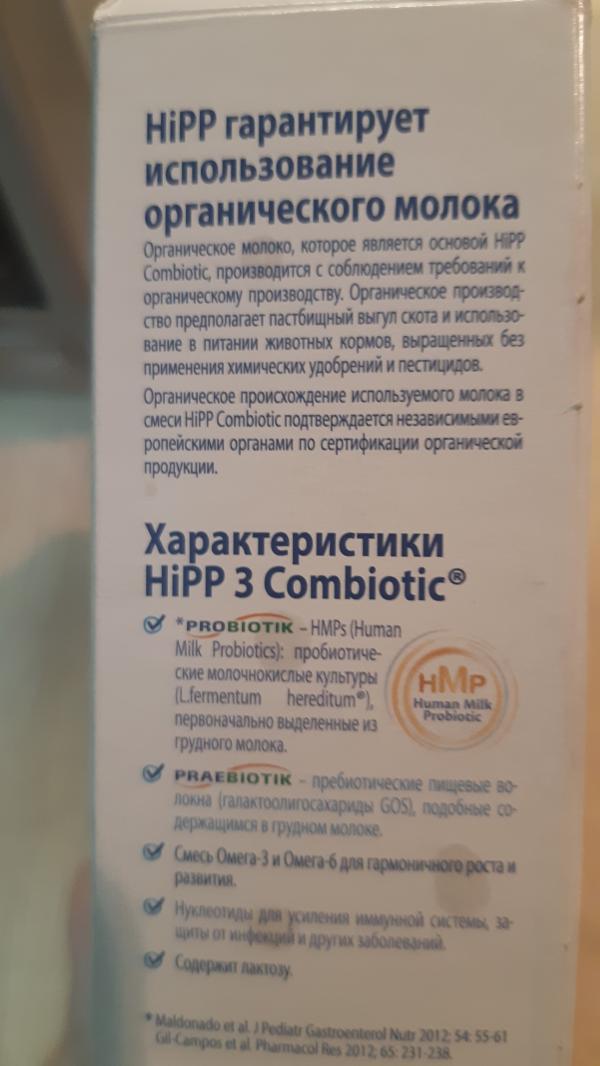 HiPP гарантирует
использование
органического молока
Органическое молоко, которое является основой HiPP
Combiotic, производится с соблюдением требований к
органическому производству. Органическое производ-
ство предполагает пастбищный выгул скота и использо-
вание в питании животных кормов, выращенных без
применения химических удобрений и пестицидов.
Органическое происхождение используемого молока в
смеси HiPP Combiotic подтверждается независимыми ев-
ропейскими органами по сертификации органической
продукции.
Характеристики
HiPP 3 Combiotic®
*PROBIOTIK – HMPs (Human
Milk Probiotics): пробиотиче-
ские молочнокислые культуры
(L.fermentum hereditum®),
первоначально выделенные из
грудного молока.
HMP
Human Milk
Probiotic
PRAEBIOTIK – пребиотические пищевые во-
локна (галактоолигосахариды GOS), подобные со-
держащимся в грудном молоке.
Смесь Омега-3 и Омега-6 для гармоничного роста и
развития.
Нуклеотиды для усиления иммунной системы, за-
щиты от инфекций и других заболеваний.
Содержит лактозу.
* Maldonado et al. J Pediatr Gastroenterol Nutr 2012; 54: 55-61
Gil-Campos et al. Pharmacol Res 2012; 65: 231-238.